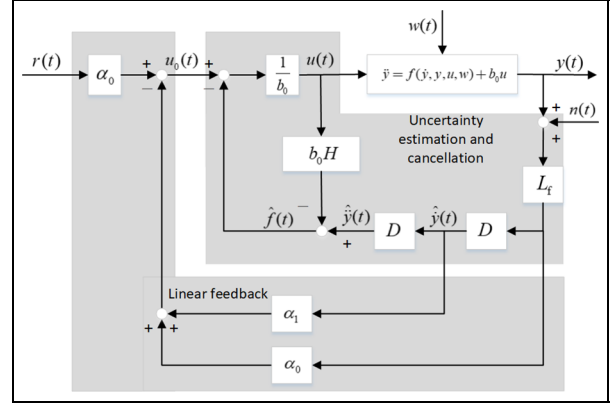 w(t)
r(t)
α₀
+
−
u₀(t)
+
−
1
b₀
u(t)
ÿ = f(ẏ, y, u, w) + b₀u
y(t)
Uncertainty
estimation and
cancellation
+
+
n(t)
b₀H
L_f
f̂(t)
−
+
ŷ̈(t)
D
ŷ̇(t)
D
Linear feedback
+
+
α₁
α₀